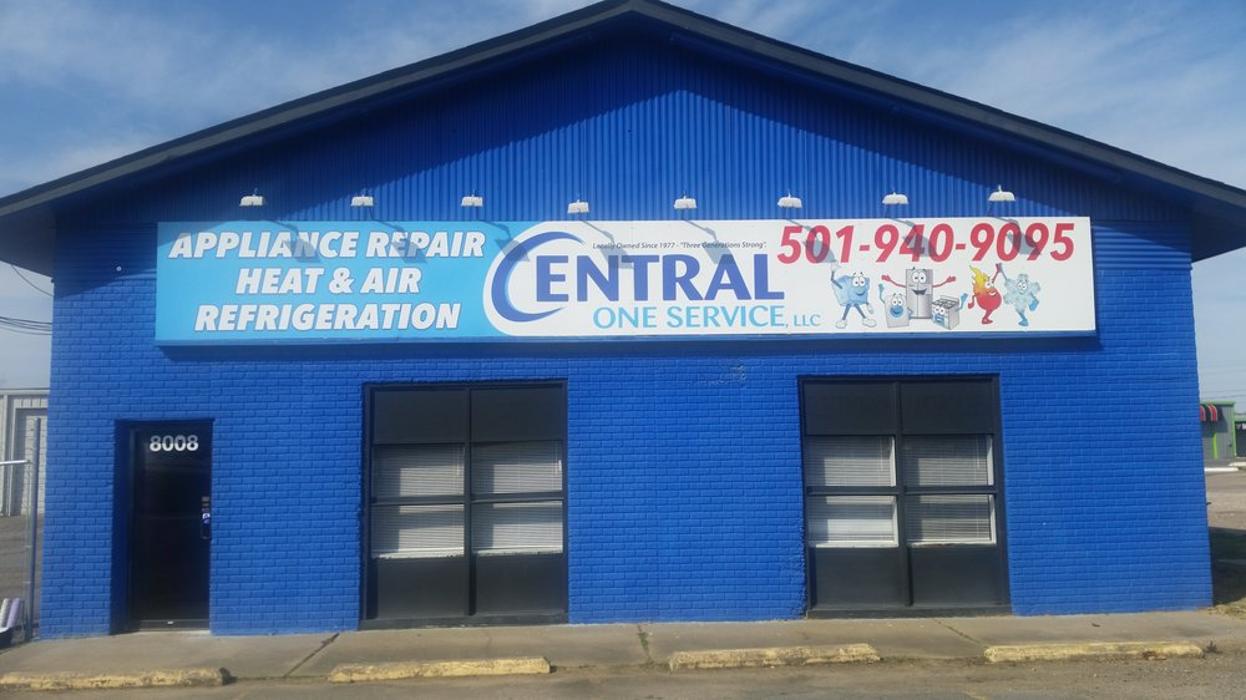 APPLIANCE REPAIR
HEAT & AIR
REFRIGERATION
Locally Owned Since 1977 - "Three Generations Strong".
CENTRAL
ONE SERVICE, LLC
501-940-9095
8008